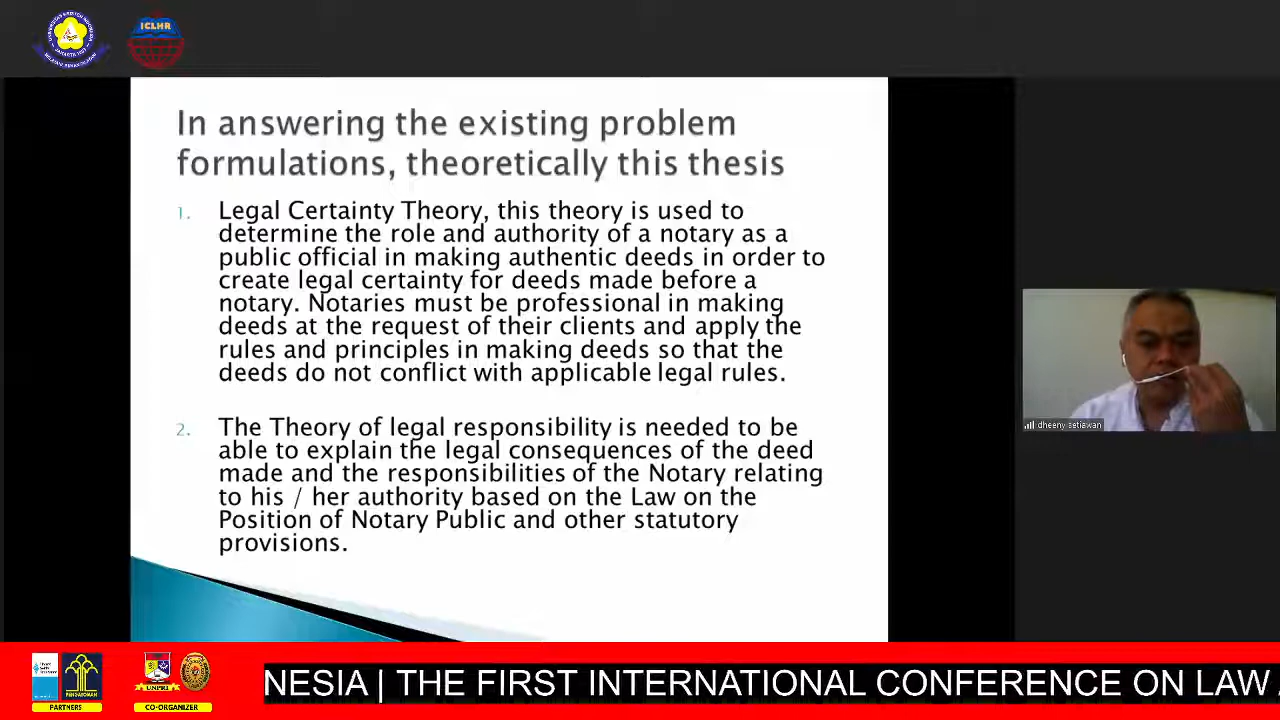 ICLHR
In answering the existing problem
formulations, theoretically this thesis
1. Legal Certainty Theory, this theory is used to
determine the role and authority of a notary as a
public official in making authentic deeds in order to
create legal certainty for deeds made before a
notary. Notaries must be professional in making
deeds at the request of their clients and apply the
rules and principles in making deeds so that the
deeds do not conflict with applicable legal rules.
2. The Theory of legal responsibility is needed to be
able to explain the legal consequences of the deed
made and the responsibilities of the Notary relating
to his / her authority based on the Law on the
Position of Notary Public and other statutory
provisions.
dheeny setiawan
PENGAYOMAN
PARTNERS
UNPRI
CO-ORGANIZER
NESIA | THE FIRST INTERNATIONAL CONFERENCE ON LAW